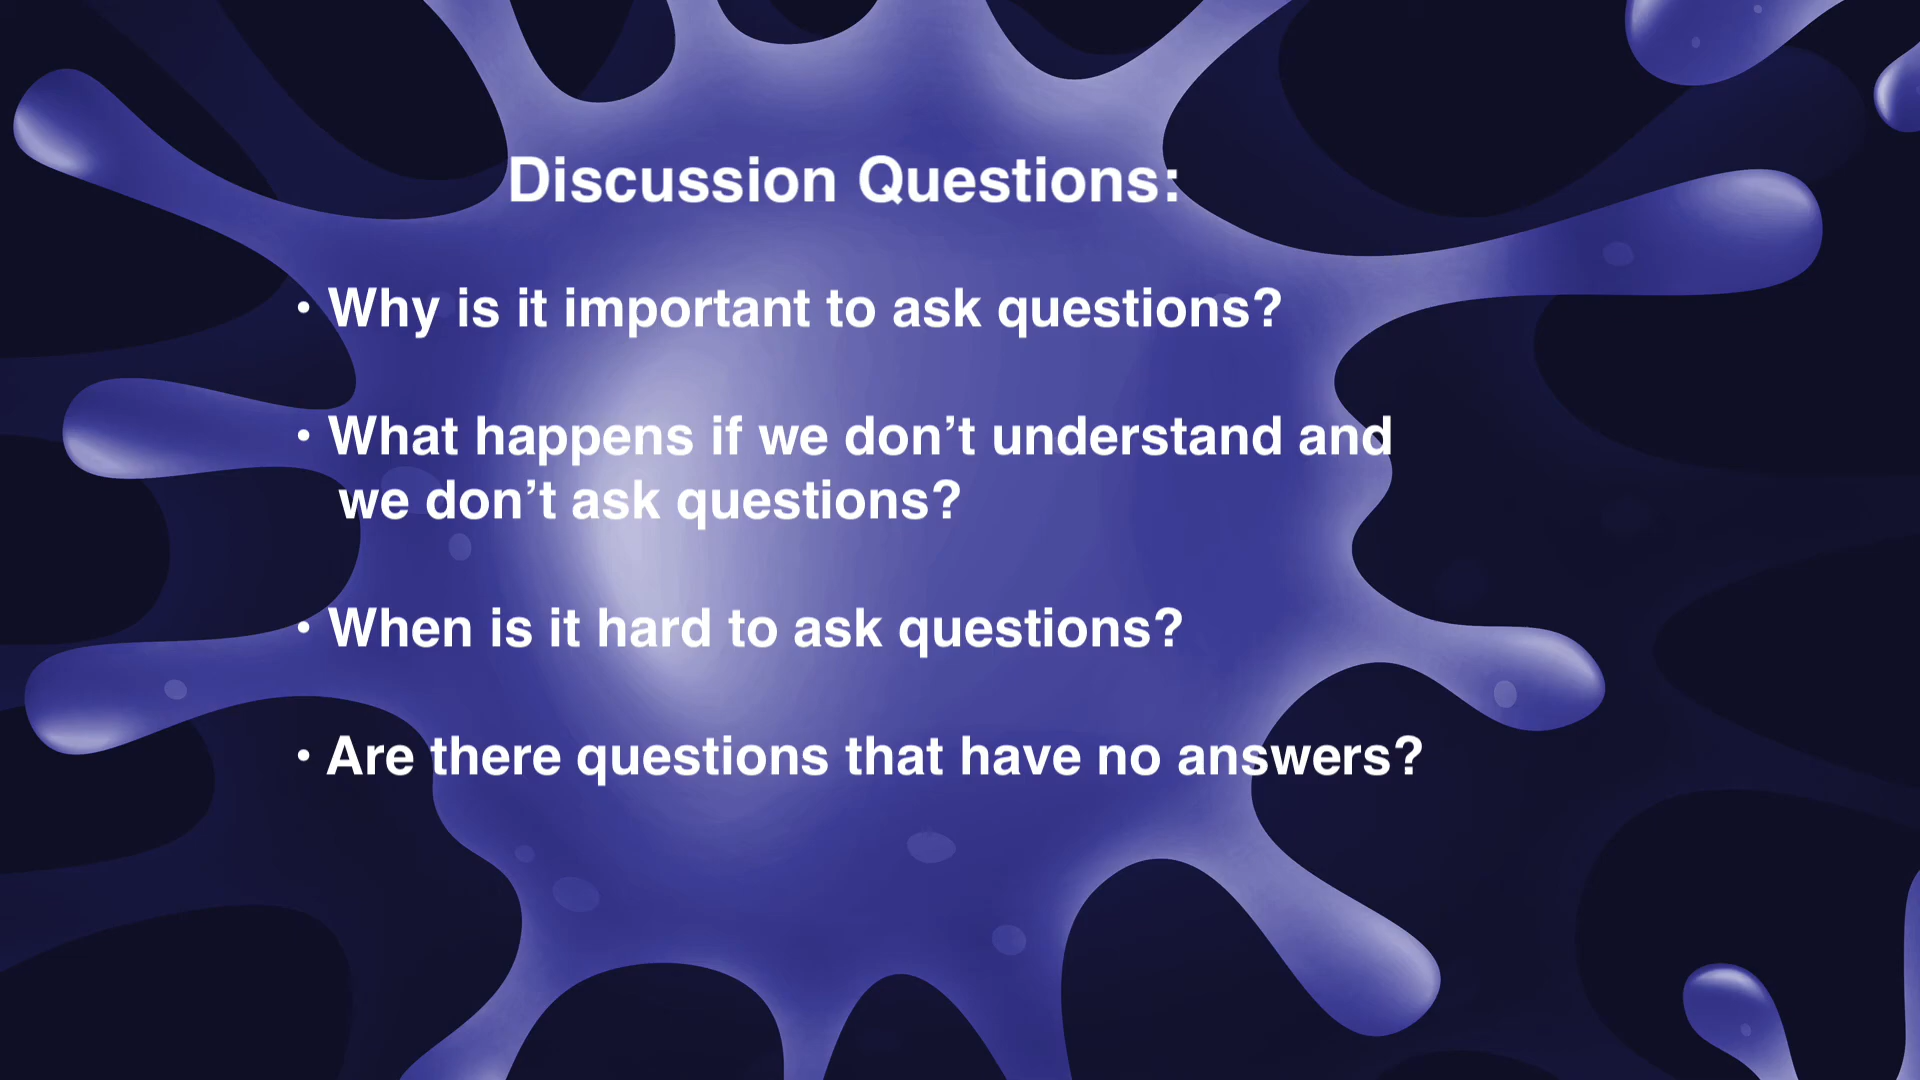 Discussion Questions:
• Why is it important to ask questions?
• What happens if we don’t understand and
we don’t ask questions?
• When is it hard to ask questions?
• Are there questions that have no answers?